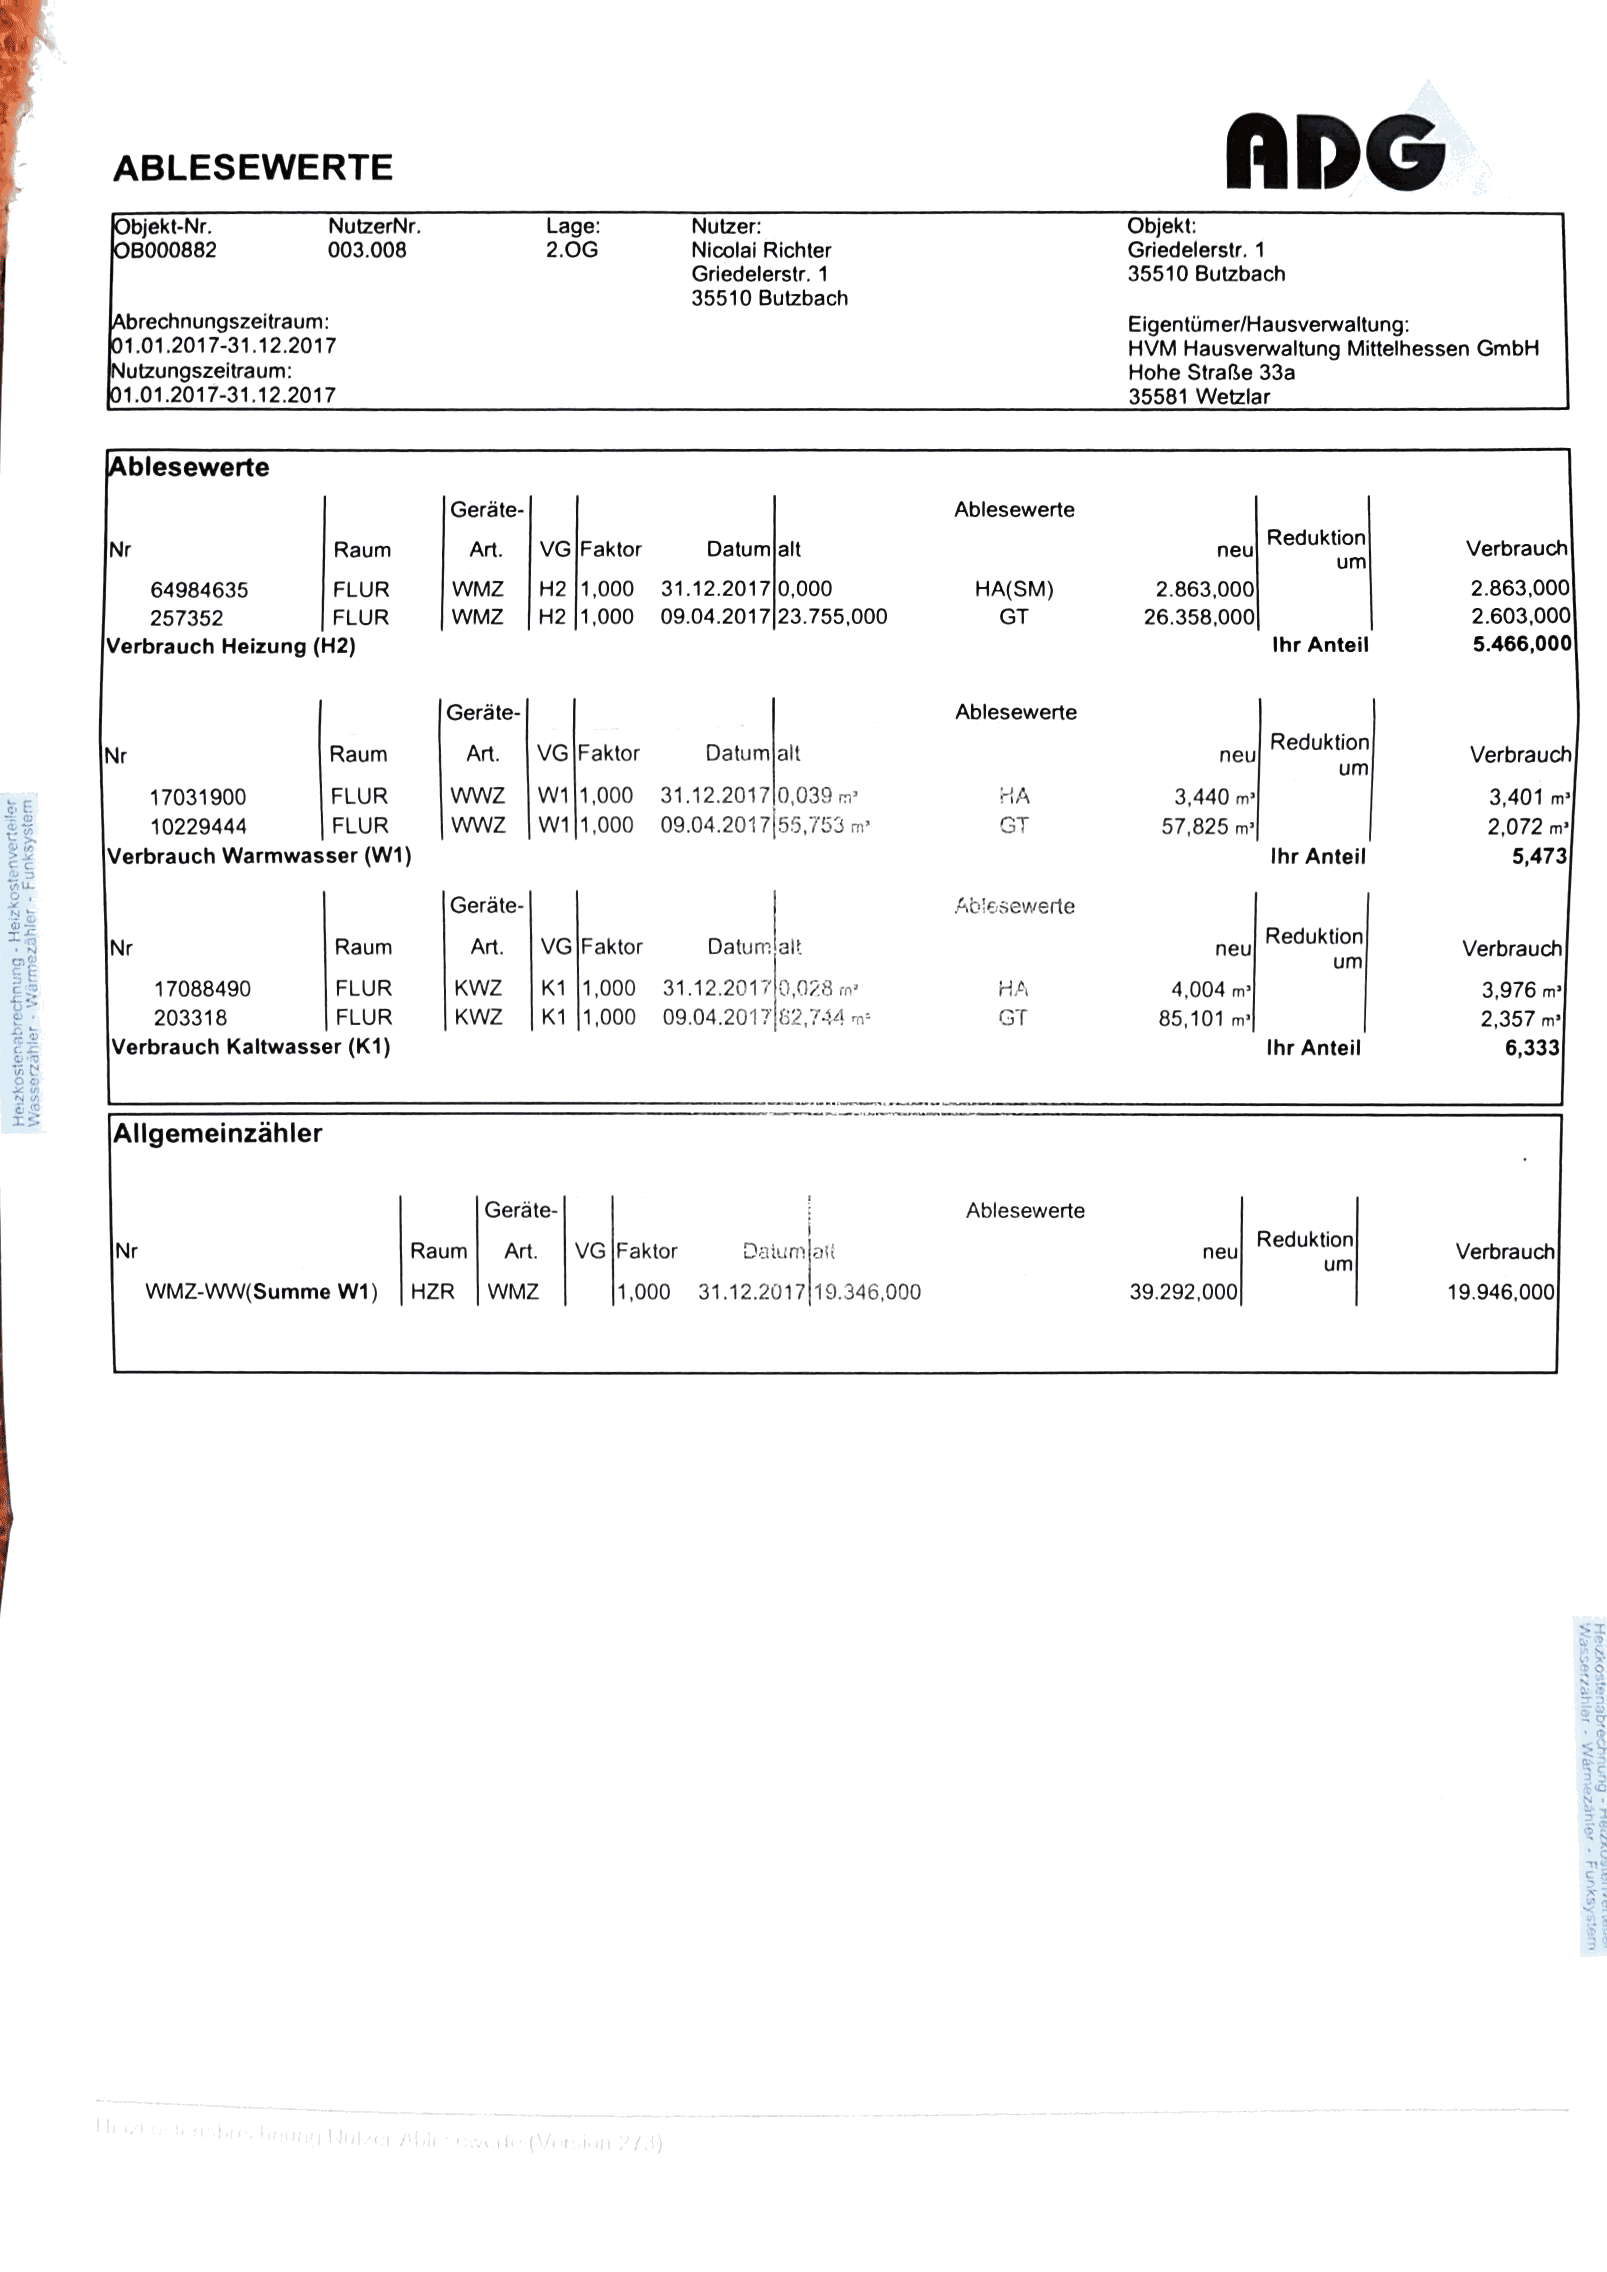 ADG
ABLESEWERTE
Objekt-Nr. NutzerNr. Lage: Nutzer: Objekt:
OB000882 003.008 2.OG Nicolai Richter Griedelerstr. 1
Griedelerstr. 1 35510 Butzbach
35510 Butzbach
Abrechnungszeitraum: Eigentümer/Hausverwaltung:
01.01.2017-31.12.2017 HVM Hausverwaltung Mittelhessen GmbH
Nutzungszeitraum: Hohe Straße 33a
01.01.2017-31.12.2017 35581 Wetzlar
Ablesewerte
Geräte- Ablesewerte
Nr Raum Art. VG Faktor Datum alt neu Reduktion um Verbrauch
64984635 FLUR WMZ H2 1,000 31.12.2017 0,000 HA(SM) 2.863,000 2.863,000
257352 FLUR WMZ H2 1,000 09.04.2017 23.755,000 GT 26.358,000 2.603,000
Verbrauch Heizung (H2) Ihr Anteil 5.466,000
Geräte- Ablesewerte
Nr Raum Art. VG Faktor Datum alt neu Reduktion um Verbrauch
17031900 FLUR WWZ W1 1,000 31.12.2017 0,039 m³ HA 3,440 m³ 3,401 m³
10229444 FLUR WWZ W1 1,000 09.04.2017 55,753 m³ GT 57,825 m³ 2,072 m³
Verbrauch Warmwasser (W1) Ihr Anteil 5,473
Geräte- Ablesewerte
Nr Raum Art. VG Faktor Datum alt neu Reduktion um Verbrauch
17088490 FLUR KWZ K1 1,000 31.12.2017 0,028 m³ HA 4,004 m³ 3,976 m³
203318 FLUR KWZ K1 1,000 09.04.2017 82,744 m³ GT 85,101 m³ 2,357 m³
Verbrauch Kaltwasser (K1) Ihr Anteil 6,333
Allgemeinzähler
Geräte- Ablesewerte
Nr Raum Art. VG Faktor Datum alt neu Reduktion um Verbrauch
WMZ-WW(Summe W1) HZR WMZ 1,000 31.12.2017 19.346,000 39.292,000 19.946,000
Heizkostenabrechnung - Heizkostenverteiler
Wasserzähler - Wärmezähler - Funksystem
Heizkostenabrechnung - Heizkostenverteiler
Wasserzähler - Wärmezähler - Funksystem
Heizkostenabrechnung Nutzer Ablesewerte (Version 273)